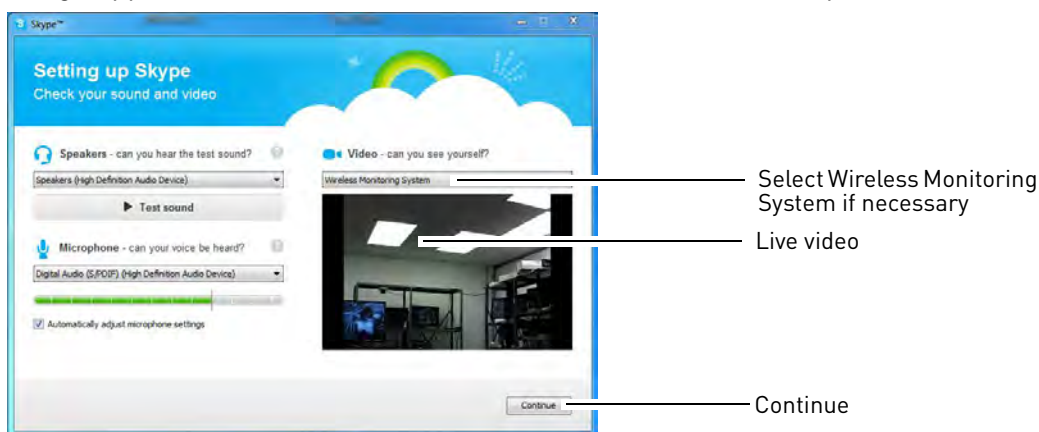 Skype™
Setting up Skype
Check your sound and video
Speakers - can you hear the test sound?
Speakers (High Definition Audio Device)
Test sound
Microphone - can your voice be heard?
Digital Audio (S/PDIF) (High Definition Audio Device)
Automatically adjust microphone settings
Video - can you see yourself?
Wireless Monitoring System
Continue
Select Wireless Monitoring
System if necessary
Live video
Continue